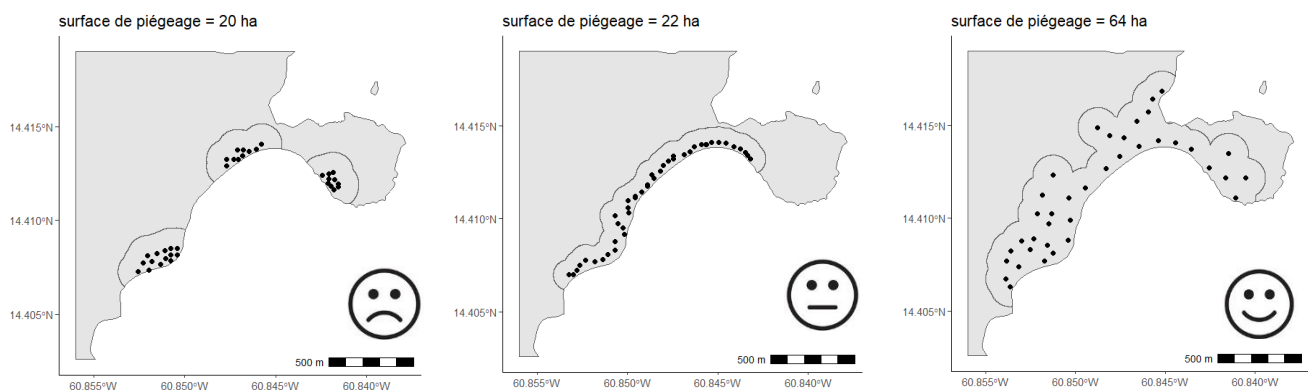 surface de piégeage = 20 ha
14.415°N
14.410°N
14.405°N
500 m
60.855°W 60.850°W 60.845°W 60.840°W
surface de piégeage = 22 ha
14.415°N
14.410°N
14.405°N
500 m
60.855°W 60.850°W 60.845°W 60.840°W
surface de piégeage = 64 ha
14.415°N
14.410°N
14.405°N
500 m
60.855°W 60.850°W 60.845°W 60.840°W